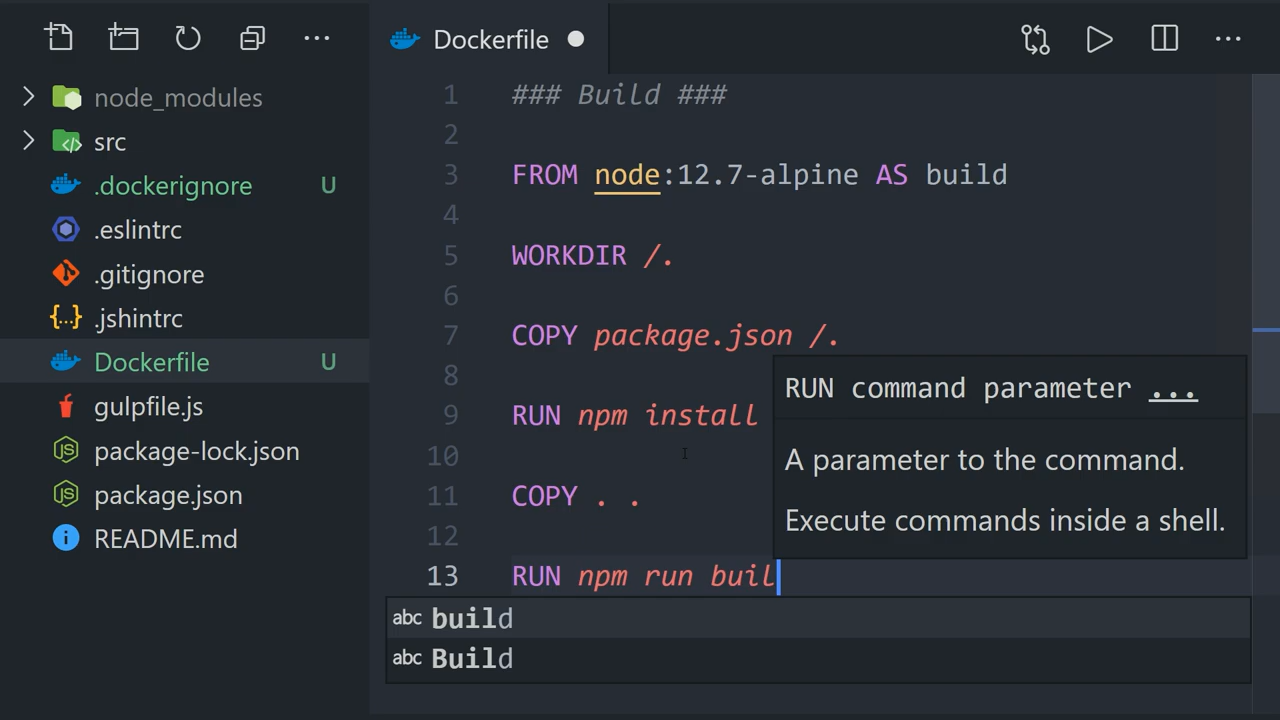 Dockerfile
node_modules
src
.dockerignore U
.eslintrc
.gitignore
{...} .jshintrc
Dockerfile U
gulpfile.js
JS package-lock.json
JS package.json
i README.md
1 ### Build ###
2
3 FROM node:12.7-alpine AS build
4
5 WORKDIR /.
6
7 COPY package.json /.
8
9 RUN npm install
10
11 COPY . .
12
13 RUN npm run buil
RUN command parameter ...
A parameter to the command.
Execute commands inside a shell.
abc build
abc Build